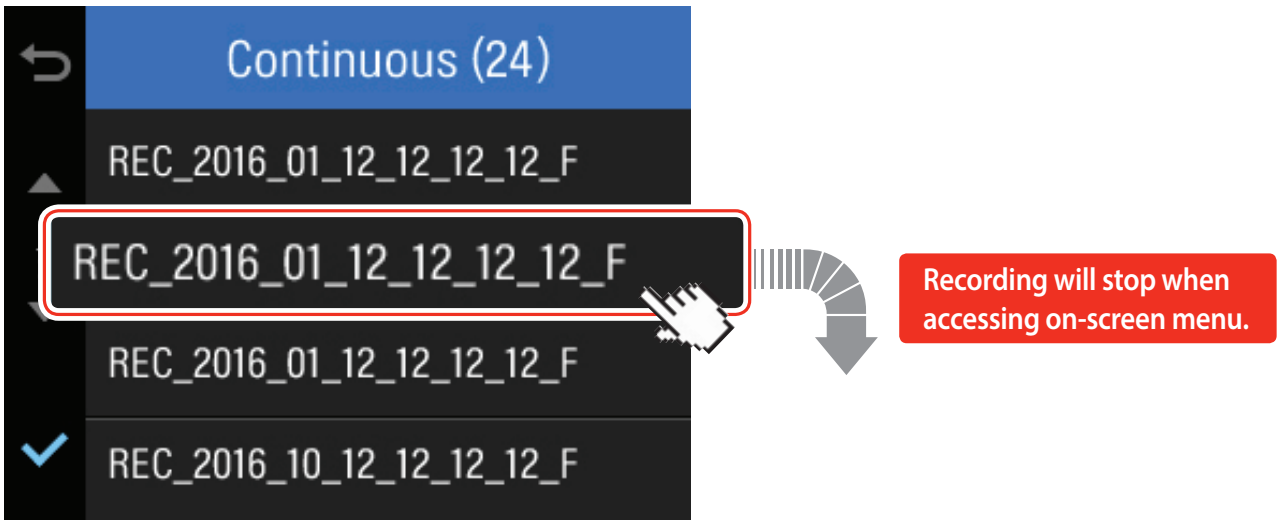 Continuous (24)
REC_2016_01_12_12_12_12_F
REC_2016_01_12_12_12_12_F
REC_2016_01_12_12_12_12_F
REC_2016_10_12_12_12_12_F
Recording will stop when
accessing on-screen menu.